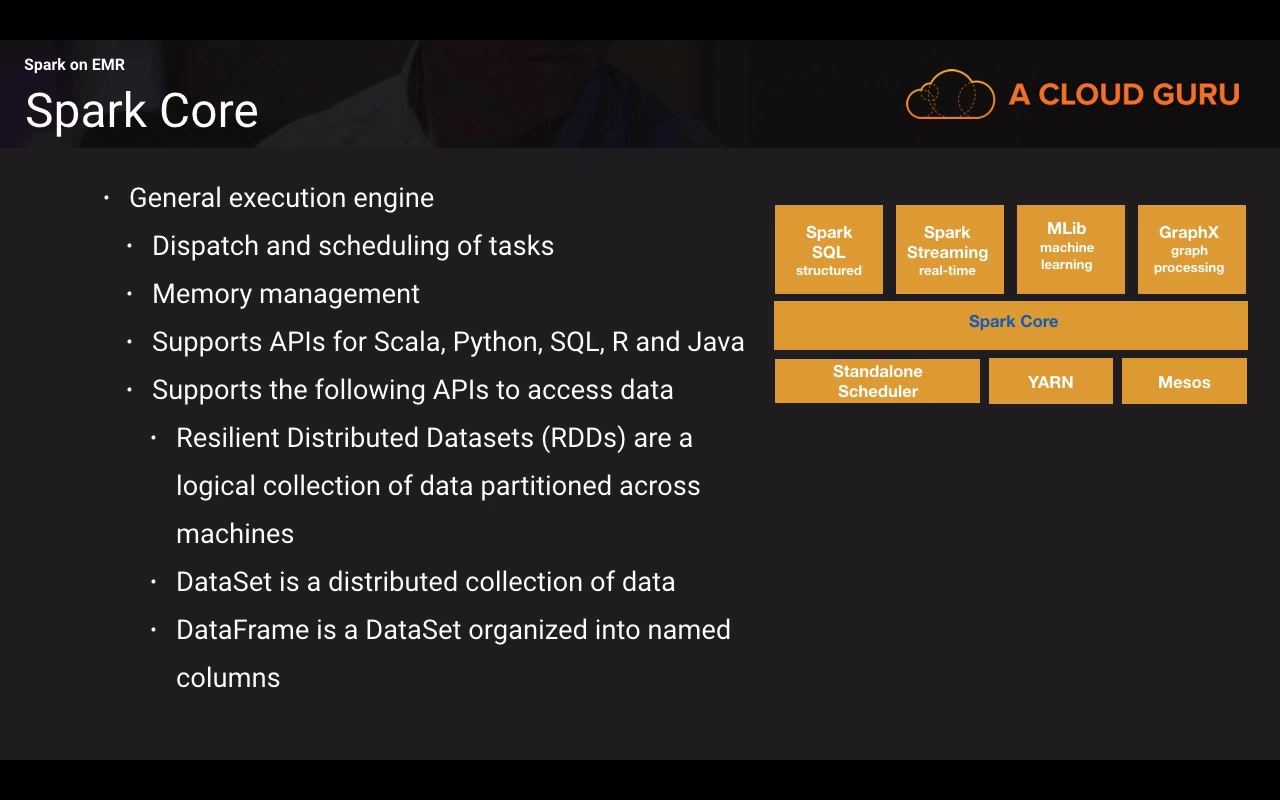 Spark on EMR
Spark Core
A CLOUD GURU
· General execution engine
· Dispatch and scheduling of tasks
· Memory management
· Supports APIs for Scala, Python, SQL, R and Java
· Supports the following APIs to access data
· Resilient Distributed Datasets (RDDs) are a
logical collection of data partitioned across
machines
· DataSet is a distributed collection of data
· DataFrame is a DataSet organized into named
columns
Spark
SQL
structured
Spark
Streaming
real-time
MLib
machine
learning
GraphX
graph
processing
Spark Core
Standalone
Scheduler
YARN
Mesos